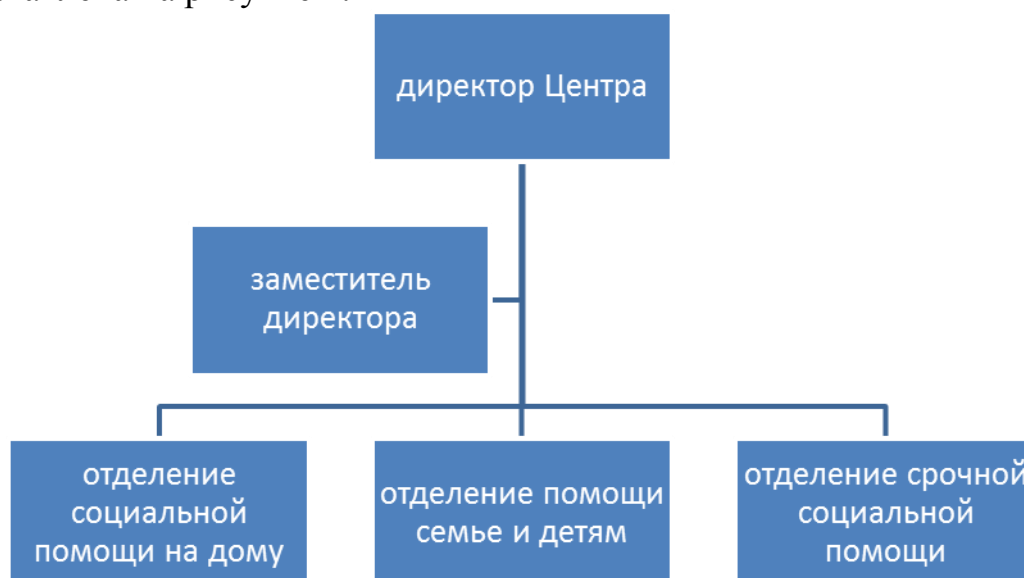 директор Центра
заместитель
директора
отделение
социальной
помощи на дому
отделение помощи
семье и детям
отделение срочной
социальной
помощи